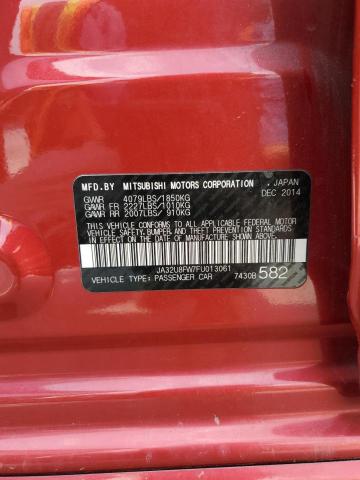 MFD.BY MITSUBISHI MOTORS CORPORATION , JAPAN
GVWR 4079LBS/1850KG DEC 2014
GAWR FR 2227LBS/1010KG
GAWR RR 2007LBS/ 910KG
THIS VEHICLE CONFORMS TO ALL APPLICABLE FEDERAL MOTOR
VEHICLE SAFETY, BUMPER, AND THEFT PREVENTION STANDARDS
IN EFFECT ON THE DATE OF MANUFACTURE SHOWN ABOVE.
JA32U8FW7FU013061
VEHICLE TYPE: PASSENGER CAR 7430B 582